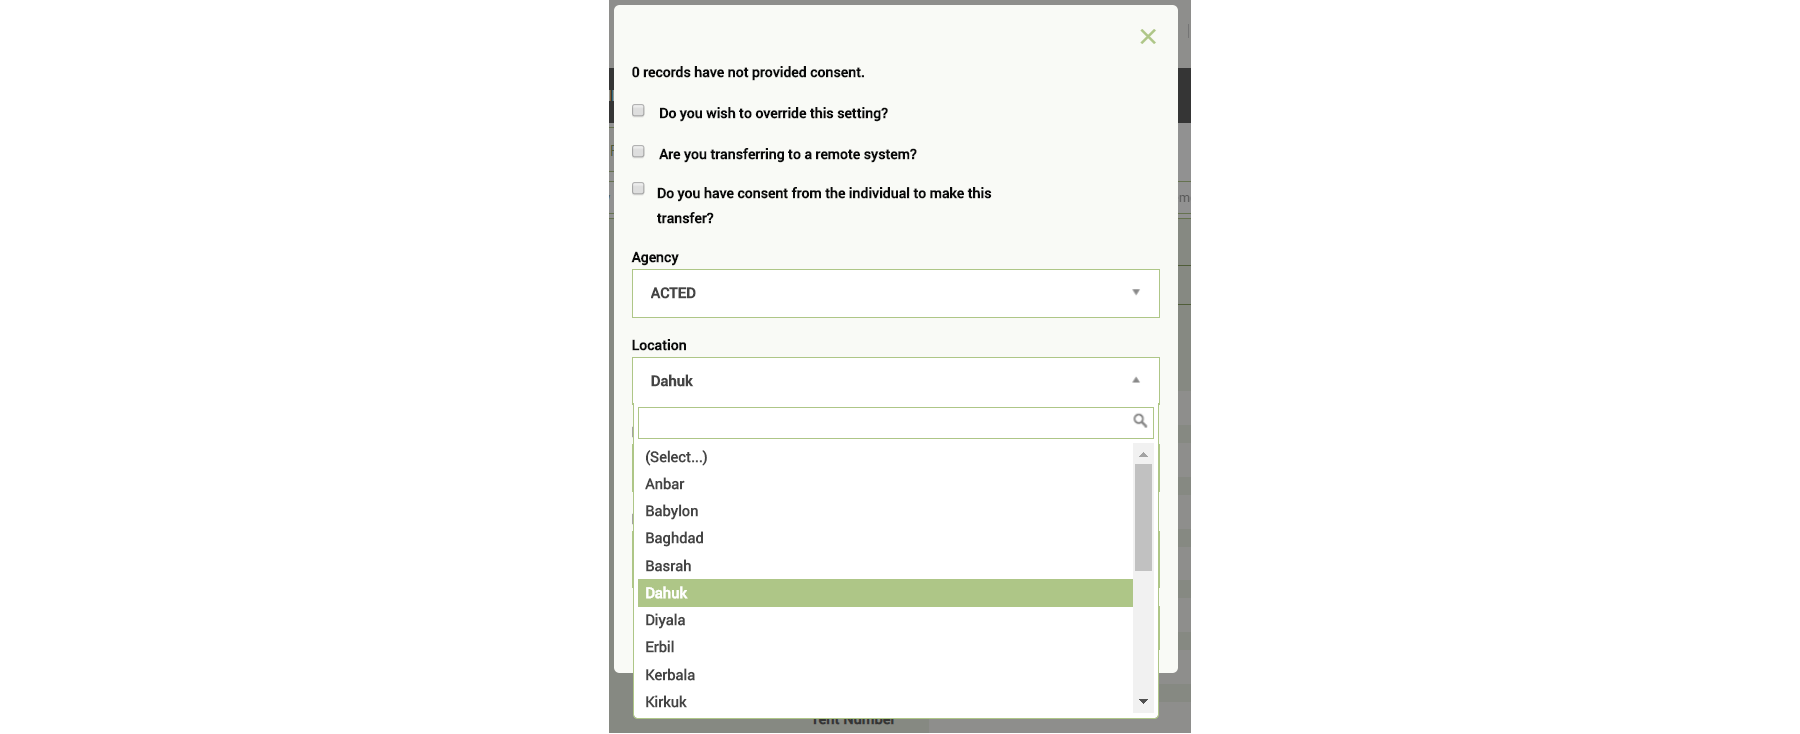 0 records have not provided consent.
Do you wish to override this setting?
Are you transferring to a remote system?
Do you have consent from the individual to make this
transfer?
Agency
ACTED
Location
Dahuk
(Select...)
Anbar
Babylon
Baghdad
Basrah
Dahuk
Diyala
Erbil
Kerbala
Kirkuk
Tent Number